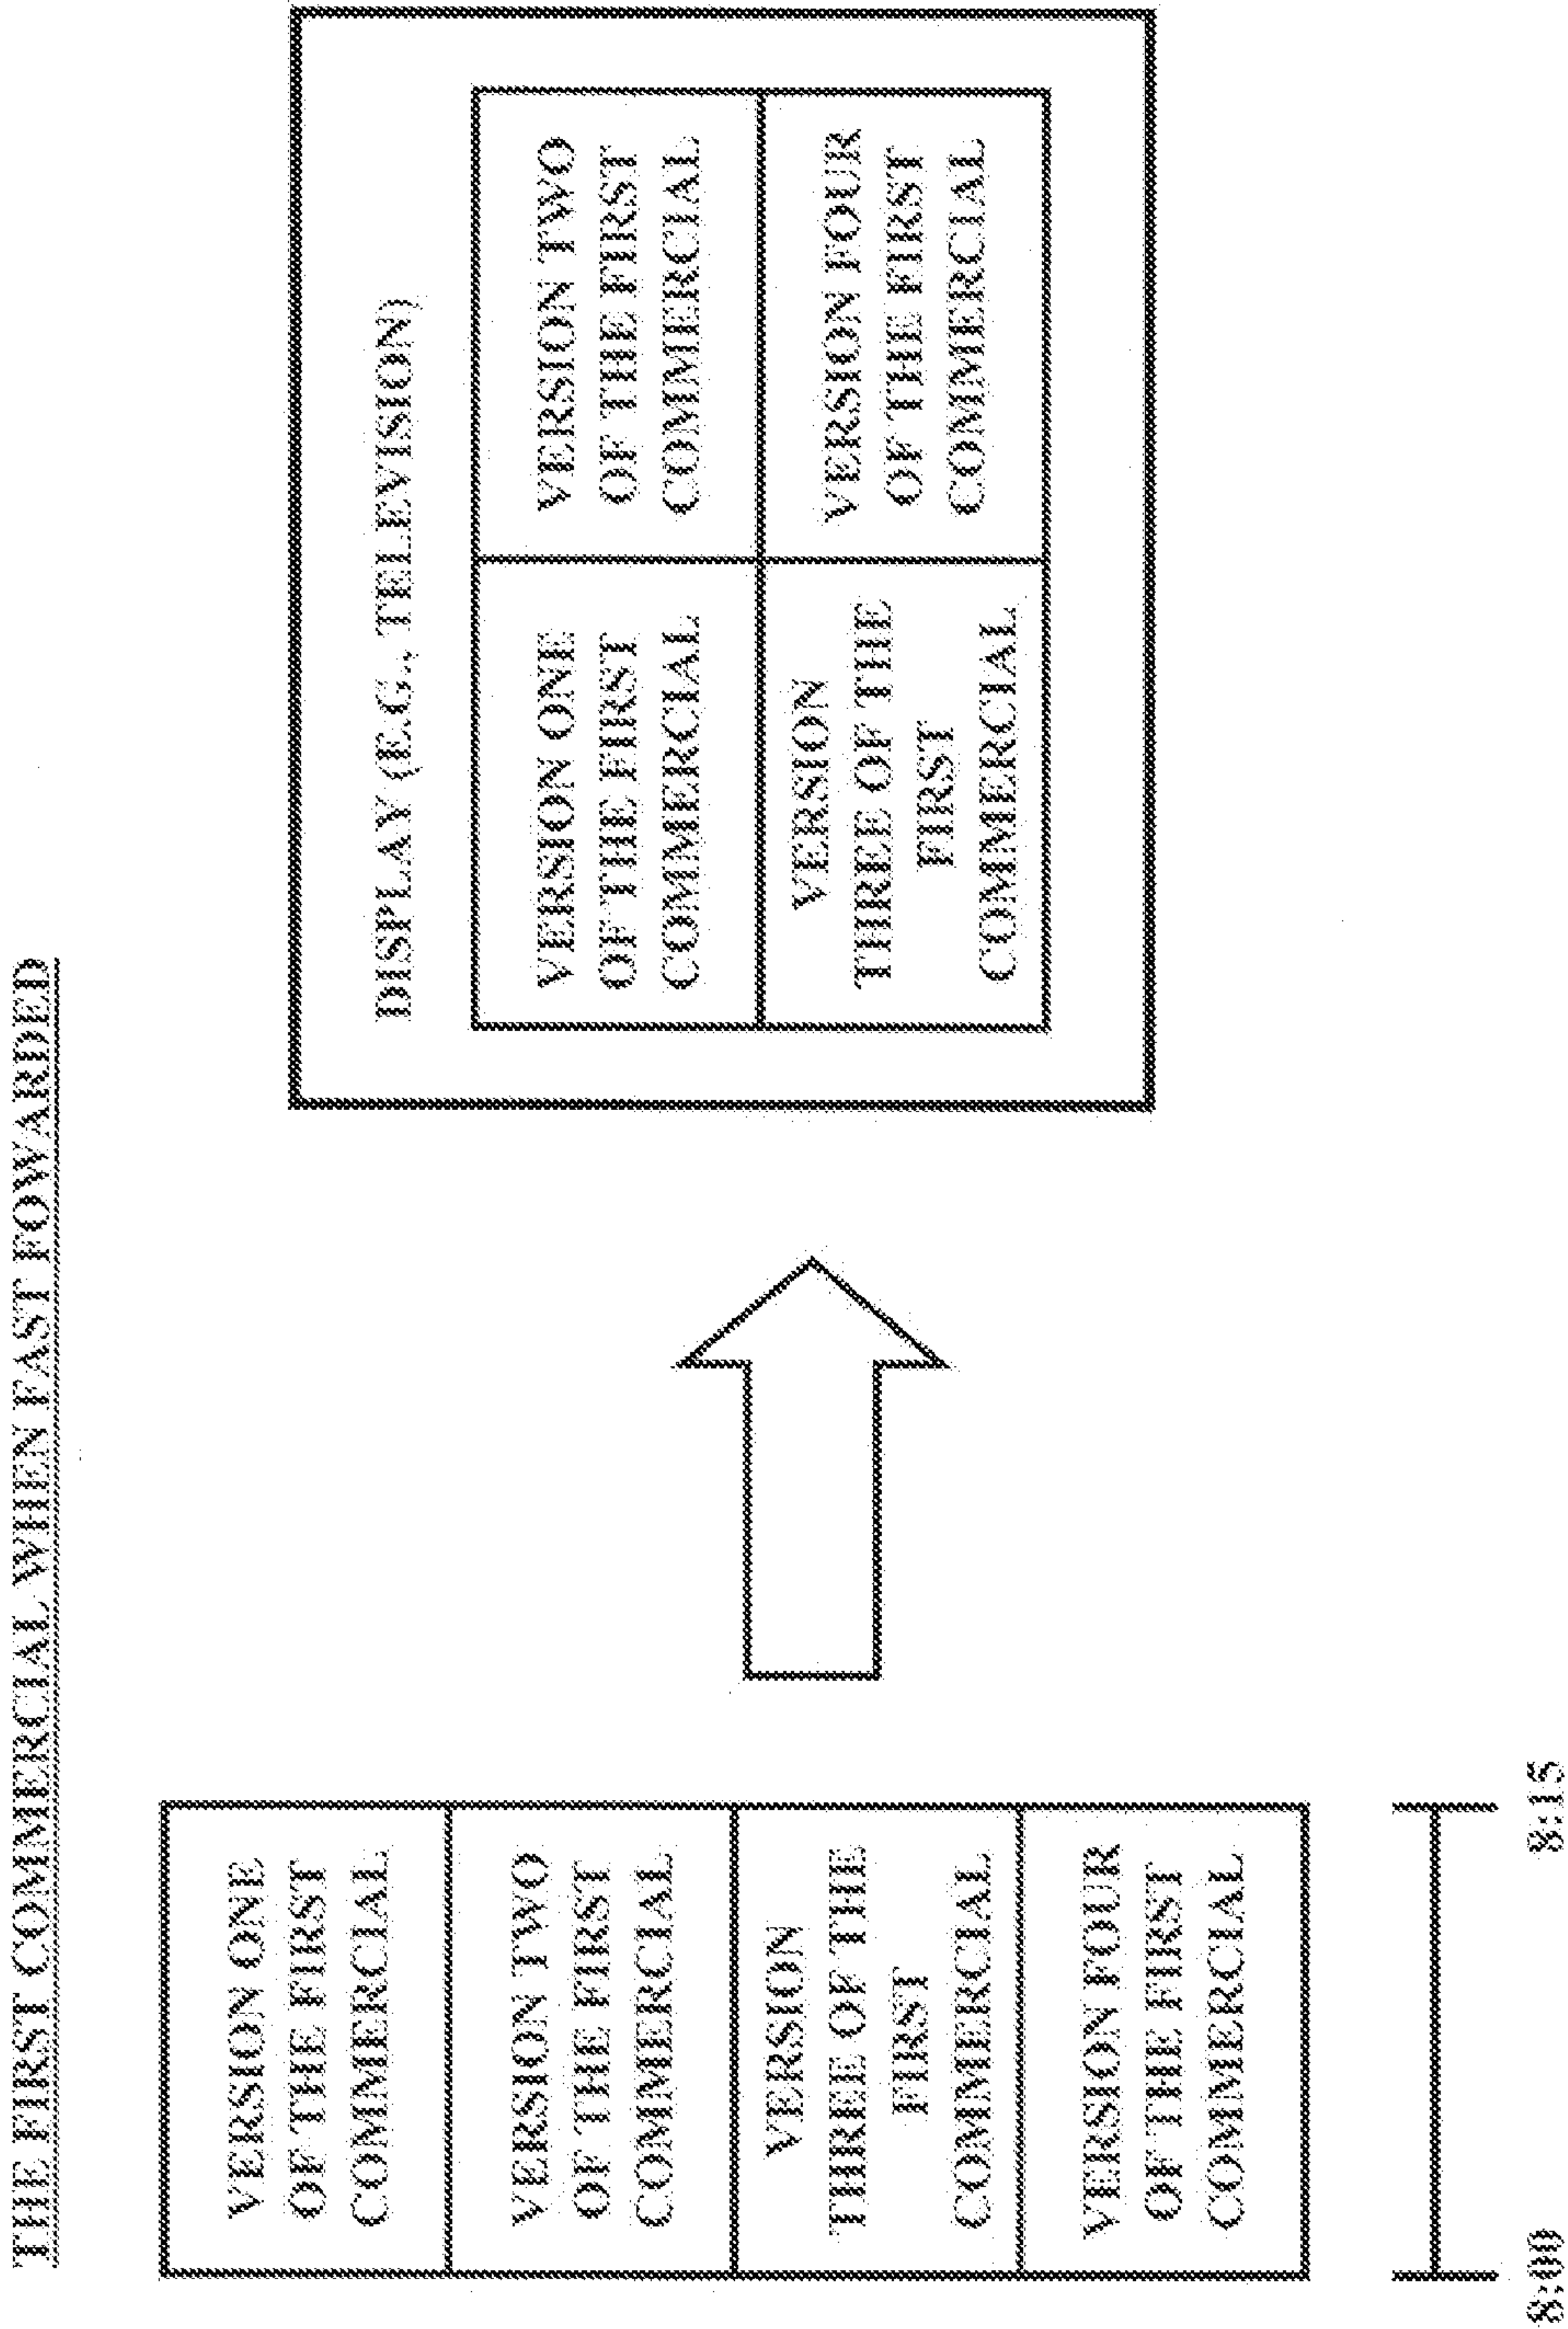 THE FIRST COMMERCIAL WHEN FAST FOWARDED
VERSION ONE
OF THE FIRST
COMMERCIAL
VERSION TWO
OF THE FIRST
COMMERCIAL
VERSION
THREE OF THE
FIRST
COMMERCIAL
VERSION FOUR
OF THE FIRST
COMMERCIAL
8:00
8:15
DISPLAY (E.G., TELEVISION)
VERSION ONE
OF THE FIRST
COMMERCIAL
VERSION TWO
OF THE FIRST
COMMERCIAL
VERSION
THREE OF THE
FIRST
COMMERCIAL
VERSION FOUR
OF THE FIRST
COMMERCIAL